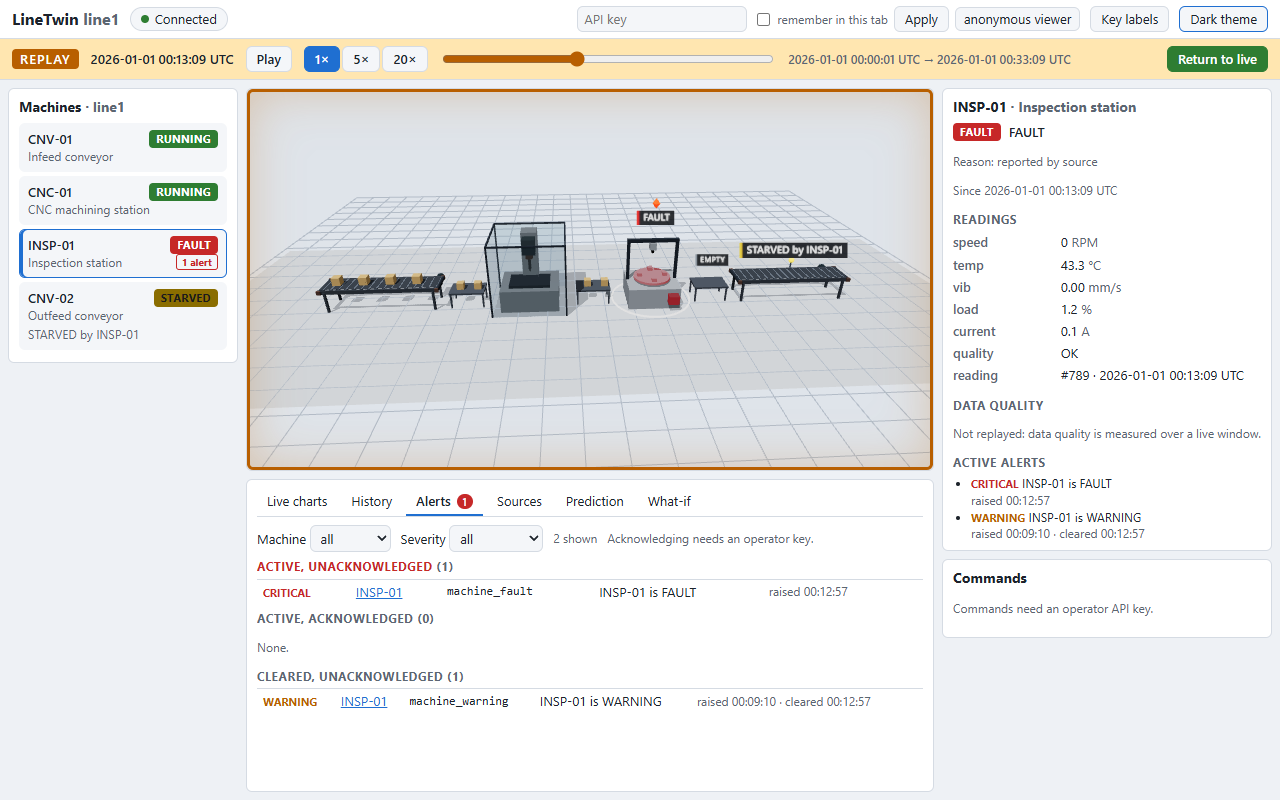 LineTwin line1
Connected
API key
remember in this tab
Apply
anonymous viewer
Key labels
Dark theme
REPLAY
2026-01-01 00:13:09 UTC
Play
1×
5×
20×
2026-01-01 00:00:01 UTC → 2026-01-01 00:33:09 UTC
Return to live
Machines · line1
CNV-01
RUNNING
Infeed conveyor
CNC-01
RUNNING
CNC machining station
INSP-01
FAULT
Inspection station
1 alert
CNV-02
STARVED
Outfeed conveyor
STARVED by INSP-01
FAULT
EMPTY
STARVED by INSP-01
Live charts
History
Alerts 1
Sources
Prediction
What-if
Machine
all
Severity
all
2 shown
Acknowledging needs an operator key.
ACTIVE, UNACKNOWLEDGED (1)
CRITICAL INSP-01 machine_fault INSP-01 is FAULT raised 00:12:57
ACTIVE, ACKNOWLEDGED (0)
None.
CLEARED, UNACKNOWLEDGED (1)
WARNING INSP-01 machine_warning INSP-01 is WARNING raised 00:09:10 · cleared 00:12:57
INSP-01 · Inspection station
FAULT FAULT
Reason: reported by source
Since 2026-01-01 00:13:09 UTC
READINGS
speed 0 RPM
temp 43.3 °C
vib 0.00 mm/s
load 1.2 %
current 0.1 A
quality OK
reading #789 · 2026-01-01 00:13:09 UTC
DATA QUALITY
Not replayed: data quality is measured over a live window.
ACTIVE ALERTS
CRITICAL INSP-01 is FAULT
raised 00:12:57
WARNING INSP-01 is WARNING
raised 00:09:10 · cleared 00:12:57
Commands
Commands need an operator API key.